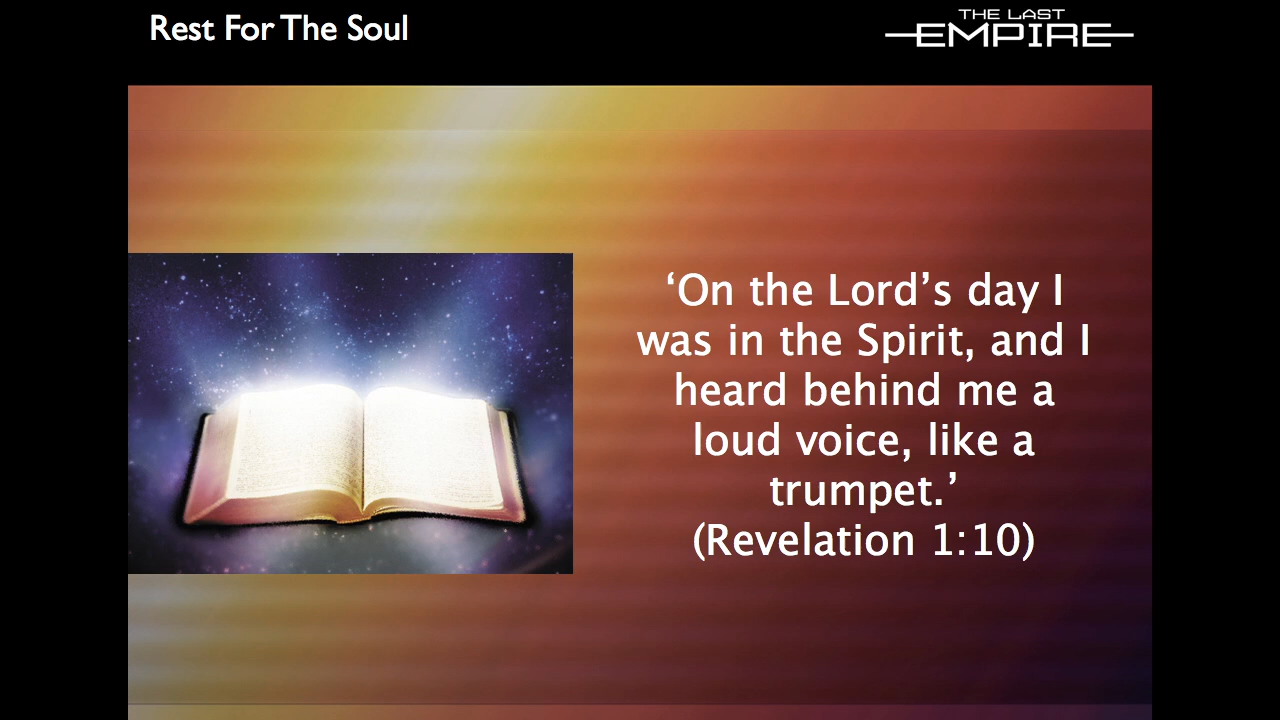 Rest For The Soul
THE LAST
EMPIRE
‘On the Lord’s day I
was in the Spirit, and I
heard behind me a
loud voice, like a
trumpet.’
(Revelation 1:10)